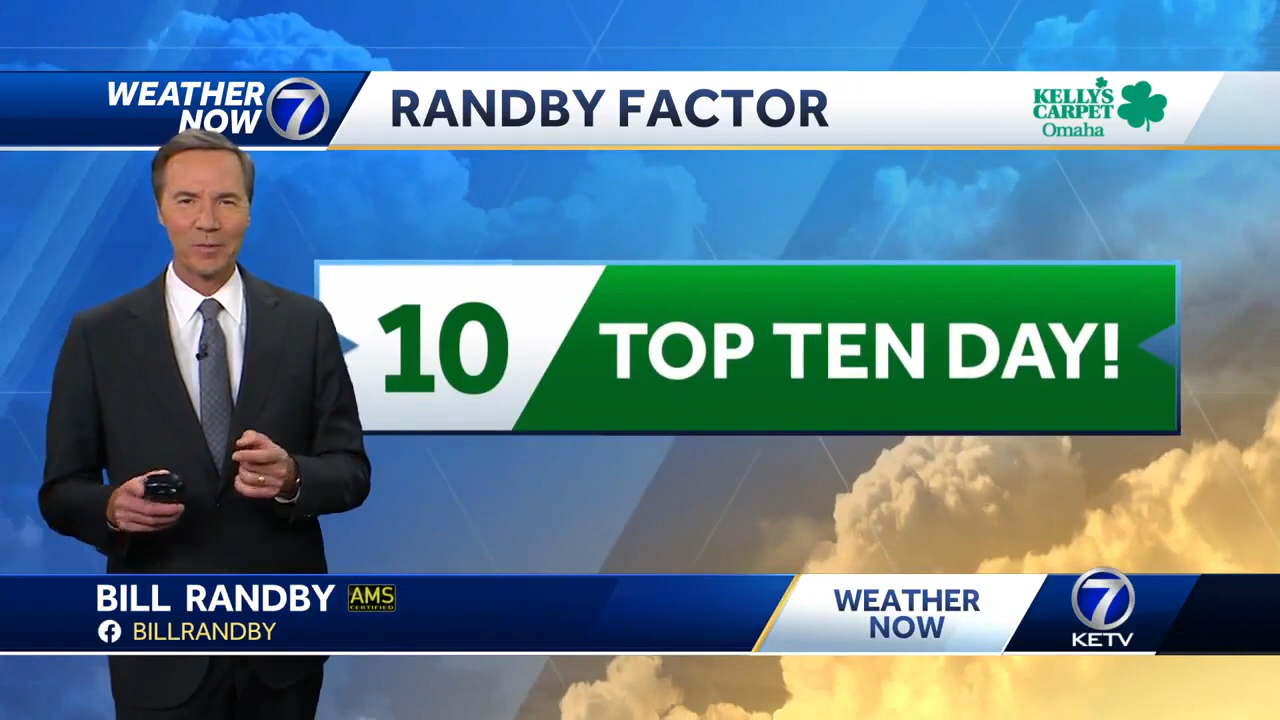 WEATHER
NOW
7
RANDBY FACTOR
KELLY'S
CARPET
Omaha
10
TOP TEN DAY!
BILL RANDBY
AMS
CERTIFIED
BILLRANDBY
WEATHER
NOW
7
KETV